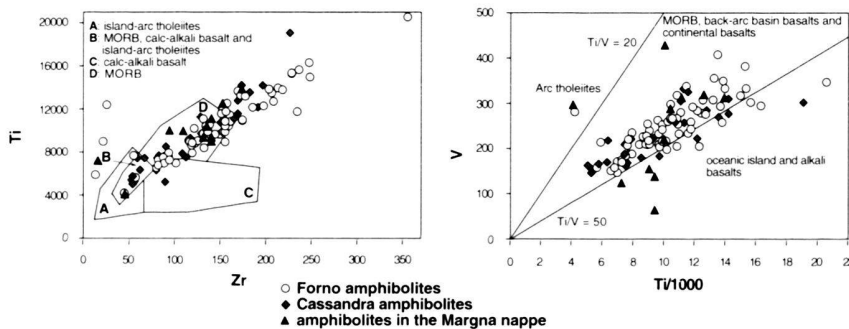 A: island-arc tholeiites
B: MORB, calc-alkali basalt and
island-arc tholeiites
C: calc-alkali basalt
D: MORB
20000
16000
12000
8000
4000
0
Ti
D
B
A
C
0 50 100 150 200 250 300 350
Zr
500
400
300
200
100
0
V
MORB, back-arc basin basalts and
continental basalts
Ti/V = 20
Arc tholeiites
oceanic island and alkali
basalts
Ti/V = 50
0 2 4 6 8 10 12 14 16 18 20 22
Ti/1000
Forno amphibolites
Cassandra amphibolites
amphibolites in the Margna nappe